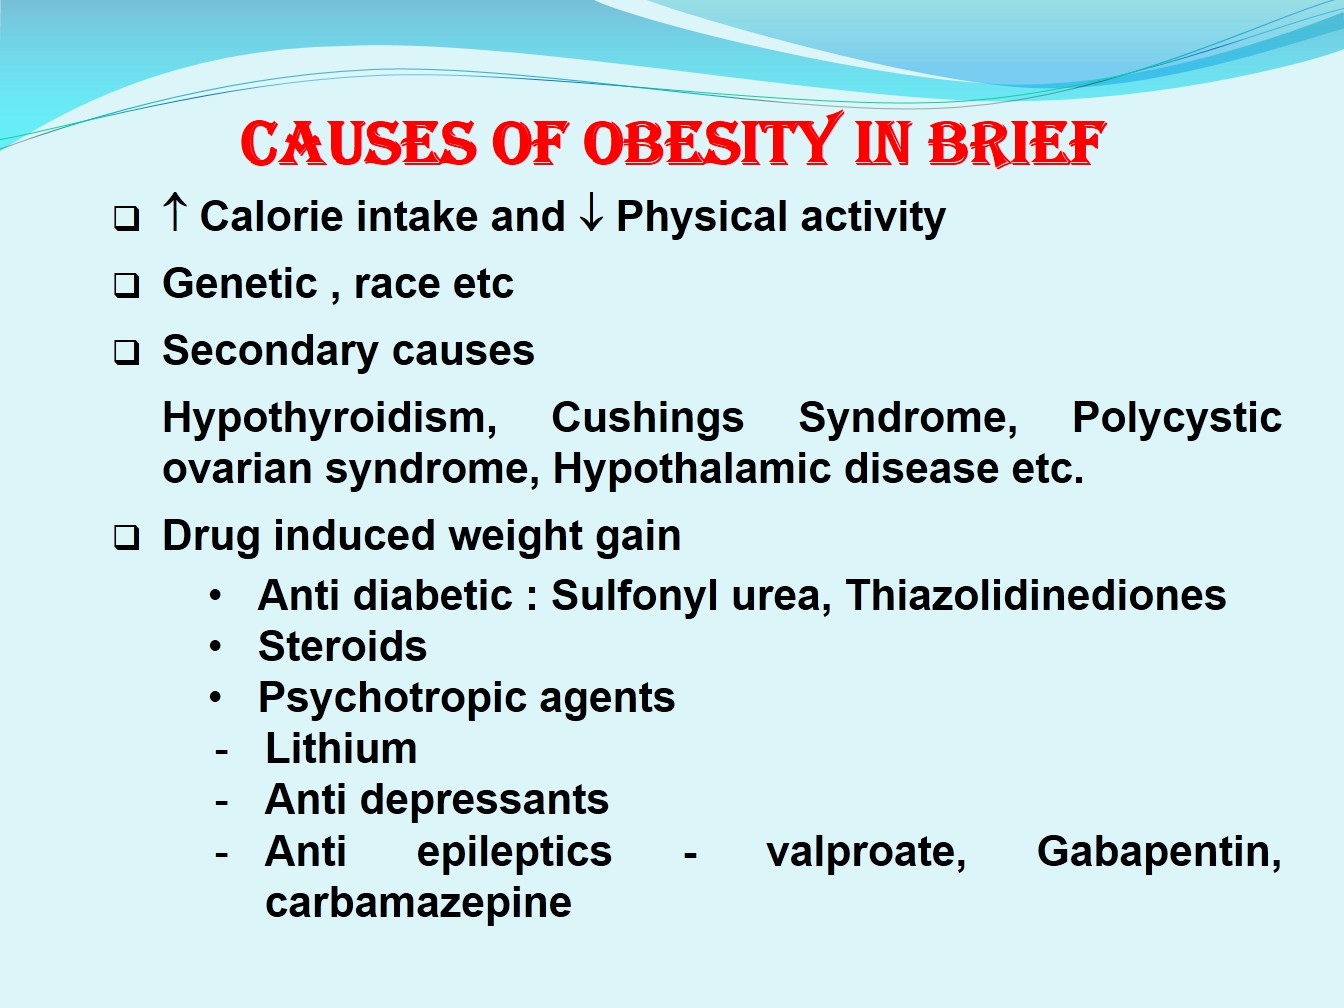 CAUSES OF OBESITY IN BRIEF
❑ ↑ Calorie intake and ↓ Physical activity
❑ Genetic , race etc
❑ Secondary causes
Hypothyroidism, Cushings Syndrome, Polycystic
ovarian syndrome, Hypothalamic disease etc.
❑ Drug induced weight gain
• Anti diabetic : Sulfonyl urea, Thiazolidinediones
• Steroids
• Psychotropic agents
- Lithium
- Anti depressants
- Anti epileptics - valproate, Gabapentin,
carbamazepine